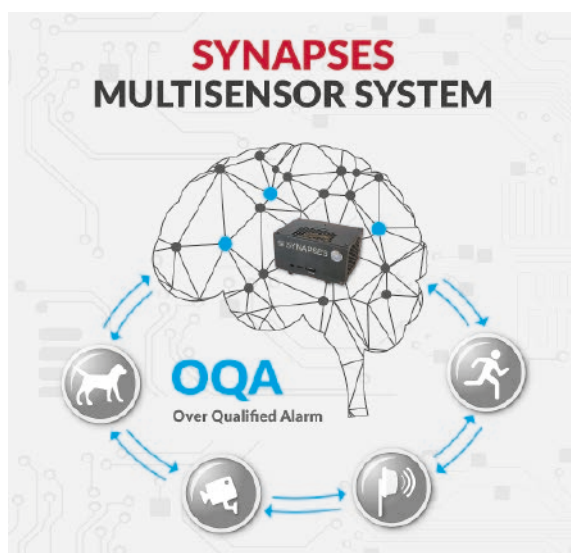 SYNAPSES
MULTISENSOR SYSTEM
SYNAPSES
OQA
Over Qualified Alarm